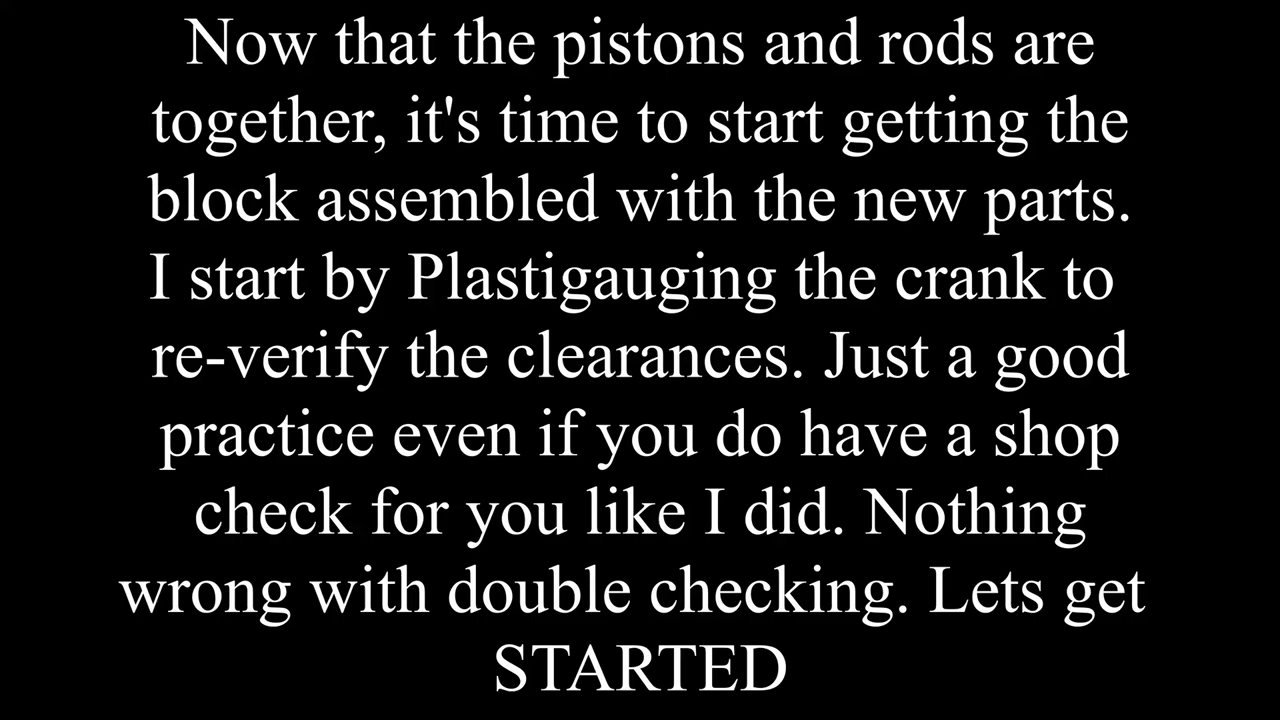 Now that the pistons and rods are
together, it's time to start getting the
block assembled with the new parts.
I start by Plastigauging the crank to
re-verify the clearances. Just a good
practice even if you do have a shop
check for you like I did. Nothing
wrong with double checking. Lets get
STARTED